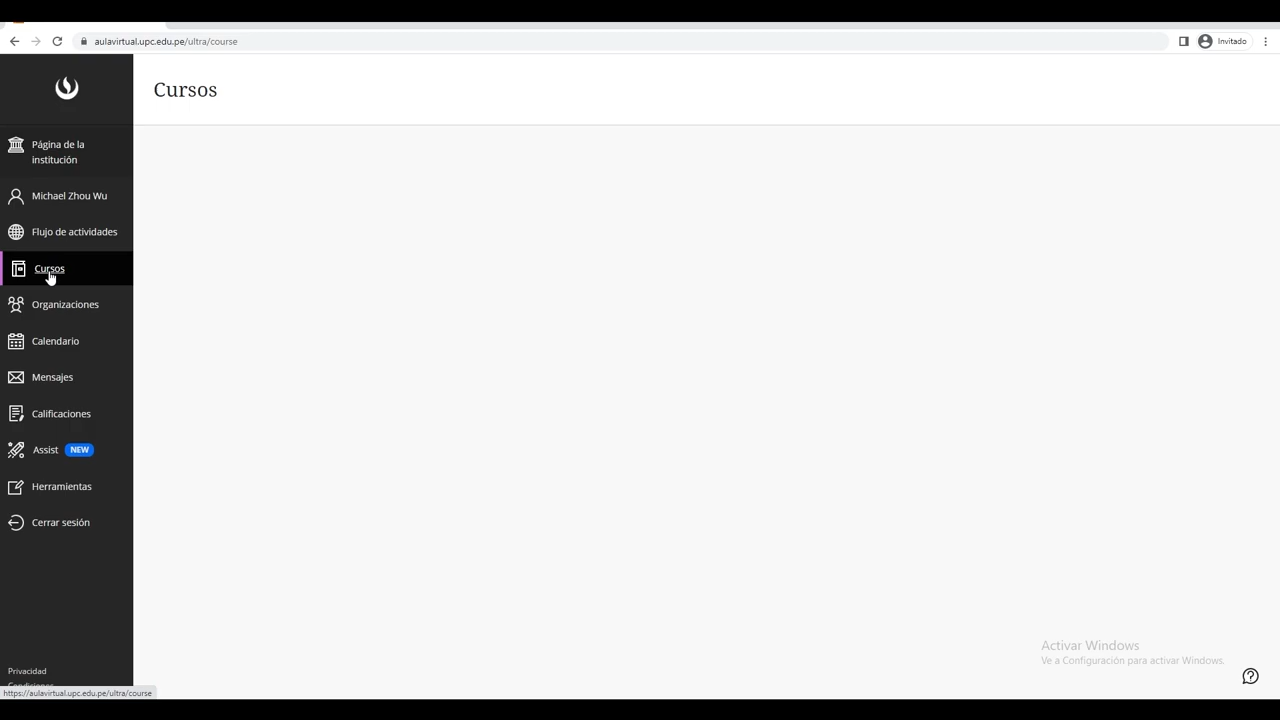 aulavirtual.upc.edu.pe/ultra/course
Invitado
Cursos
Página de la
institución
Michael Zhou Wu
Flujo de actividades
Cursos
Organizaciones
Calendario
Mensajes
Calificaciones
Assist NEW
Herramientas
Cerrar sesión
Activar Windows
Ve a Configuración para activar Windows.
Privacidad
Condiciones
https://aulavirtual.upc.edu.pe/ultra/course